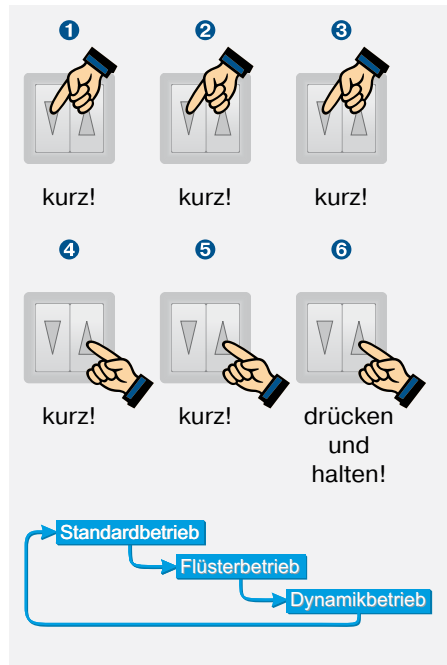 1 2 3
kurz! kurz! kurz!
4 5 6
kurz! kurz! drücken
und
halten!
Standardbetrieb
Flüsterbetrieb
Dynamikbetrieb